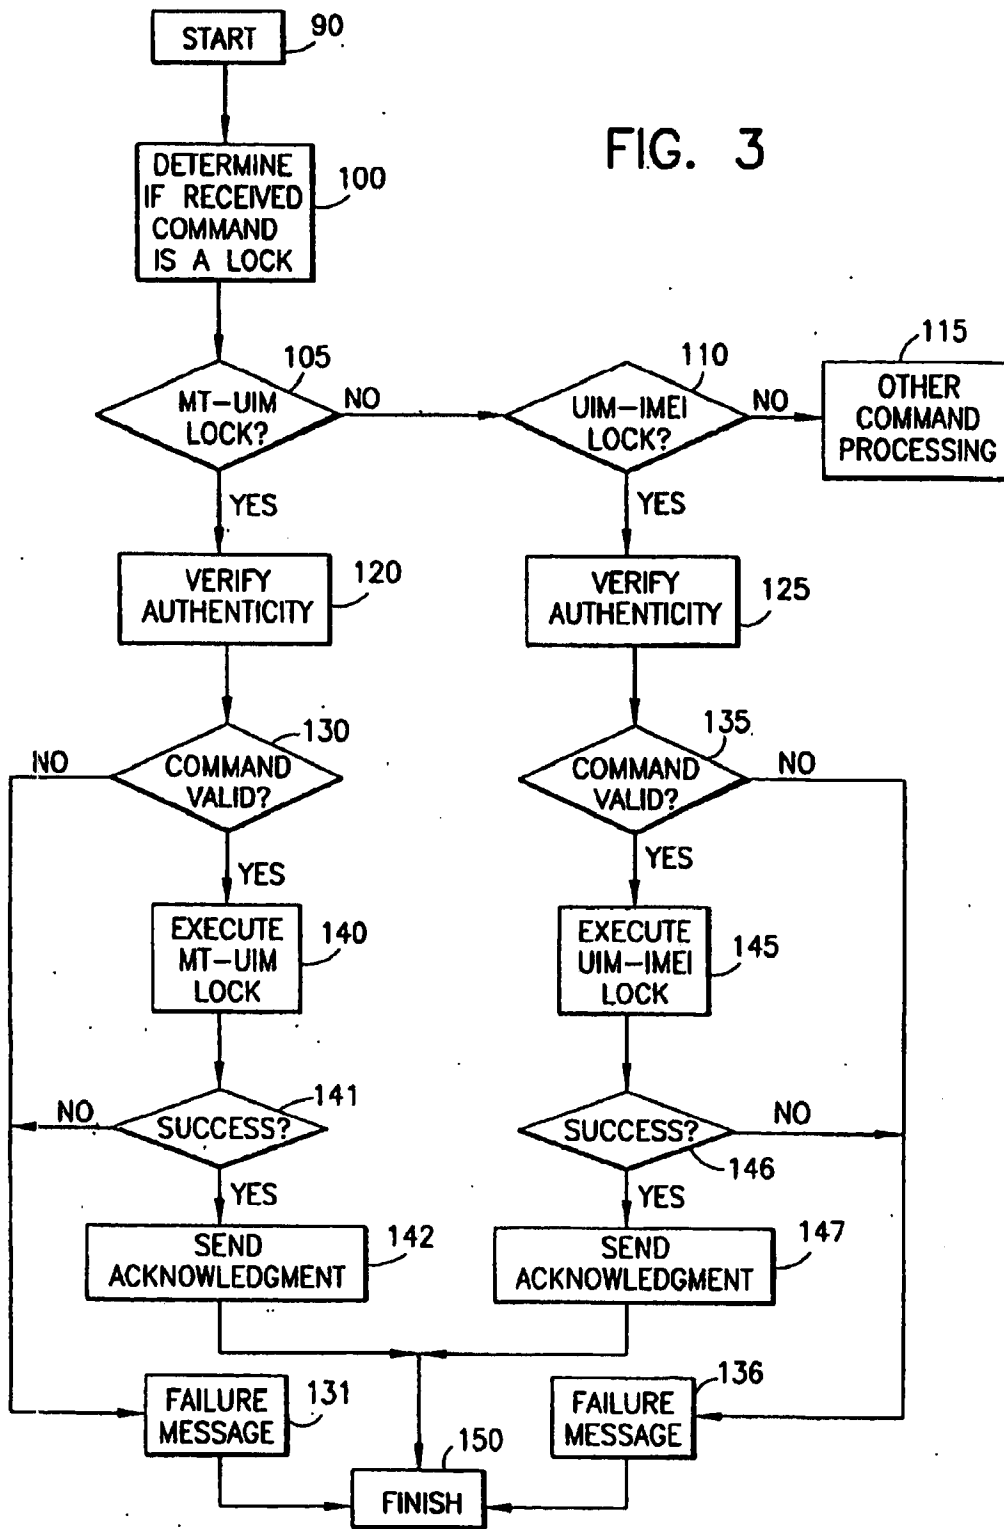 START
90
FIG. 3
DETERMINE
IF RECEIVED
COMMAND
IS A LOCK
100
MT-UIM
LOCK?
105
NO
UIM-IMEI
LOCK?
110
NO
OTHER
COMMAND
PROCESSING
115
YES
YES
VERIFY
AUTHENTICITY
120
VERIFY
AUTHENTICITY
125
NO
COMMAND
VALID?
130
COMMAND
VALID?
135
NO
YES
YES
EXECUTE
MT-UIM
LOCK
140
EXECUTE
UIM-IMEI
LOCK
145
NO
SUCCESS?
141
SUCCESS?
NO
146
YES
YES
SEND
ACKNOWLEDGMENT
142
SEND
ACKNOWLEDGMENT
147
FAILURE
MESSAGE
131
FAILURE
MESSAGE
136
150
FINISH